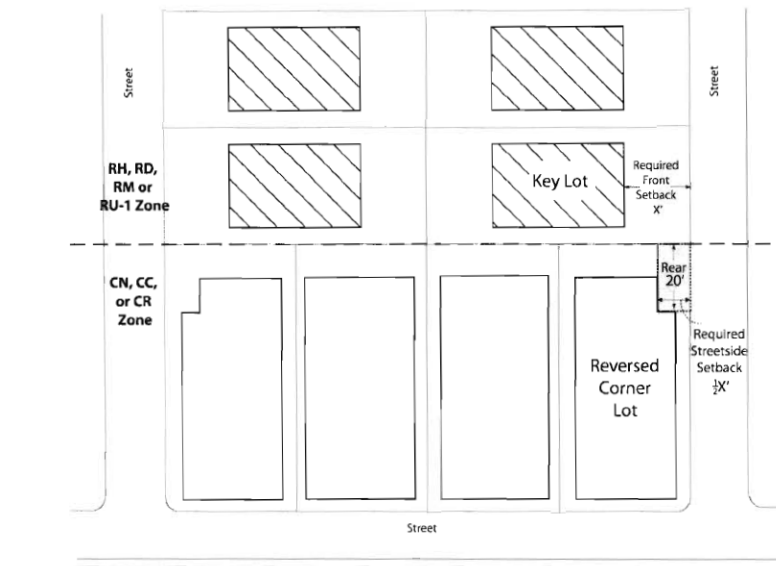 Street
Street
RH, RD,
RM or
RU-1 Zone
Key Lot
Required
Front
Setback
X'
CN, CC,
or CR
Zone
Rear
20'
Required
Streetside
Setback
½X'
Reversed
Corner
Lot
Street